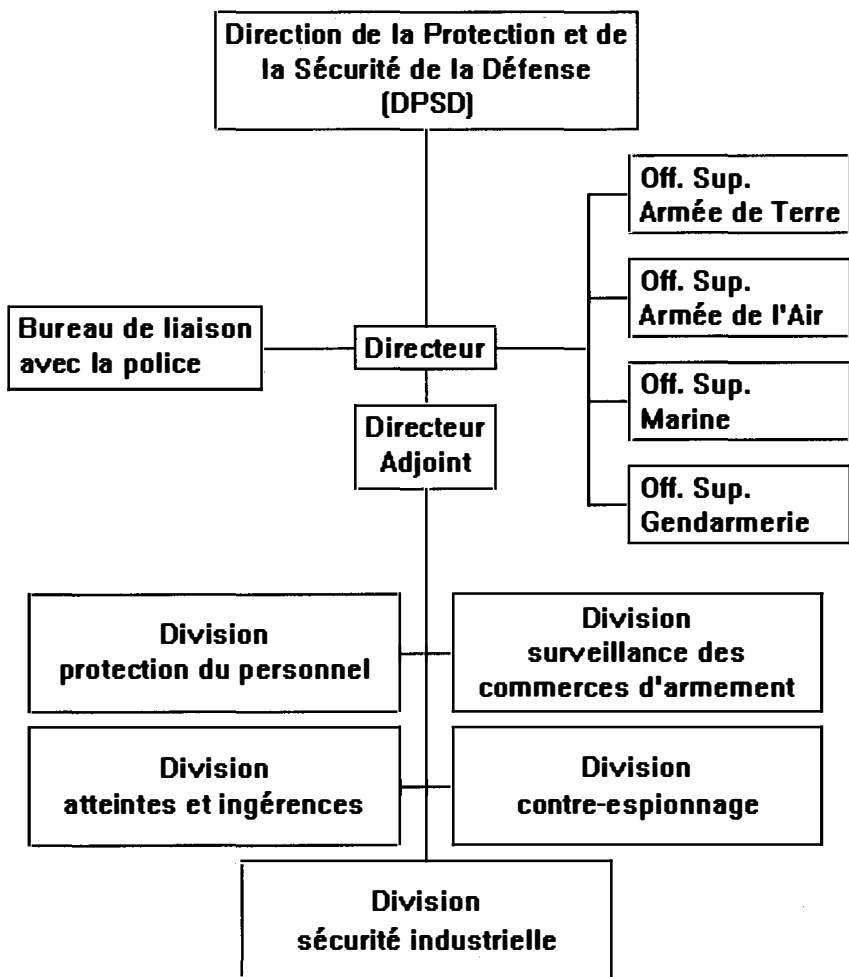 Direction de la Protection et de
la Sécurité de la Défense
(DPSD)
Off. Sup.
Armée de Terre
Off. Sup.
Armée de l'Air
Bureau de liaison
avec la police
Directeur
Off. Sup.
Marine
Directeur
Adjoint
Off. Sup.
Gendarmerie
Division
protection du personnel
Division
surveillance des
commerces d'armement
Division
atteintes et ingérences
Division
contre-espionnage
Division
sécurité industrielle